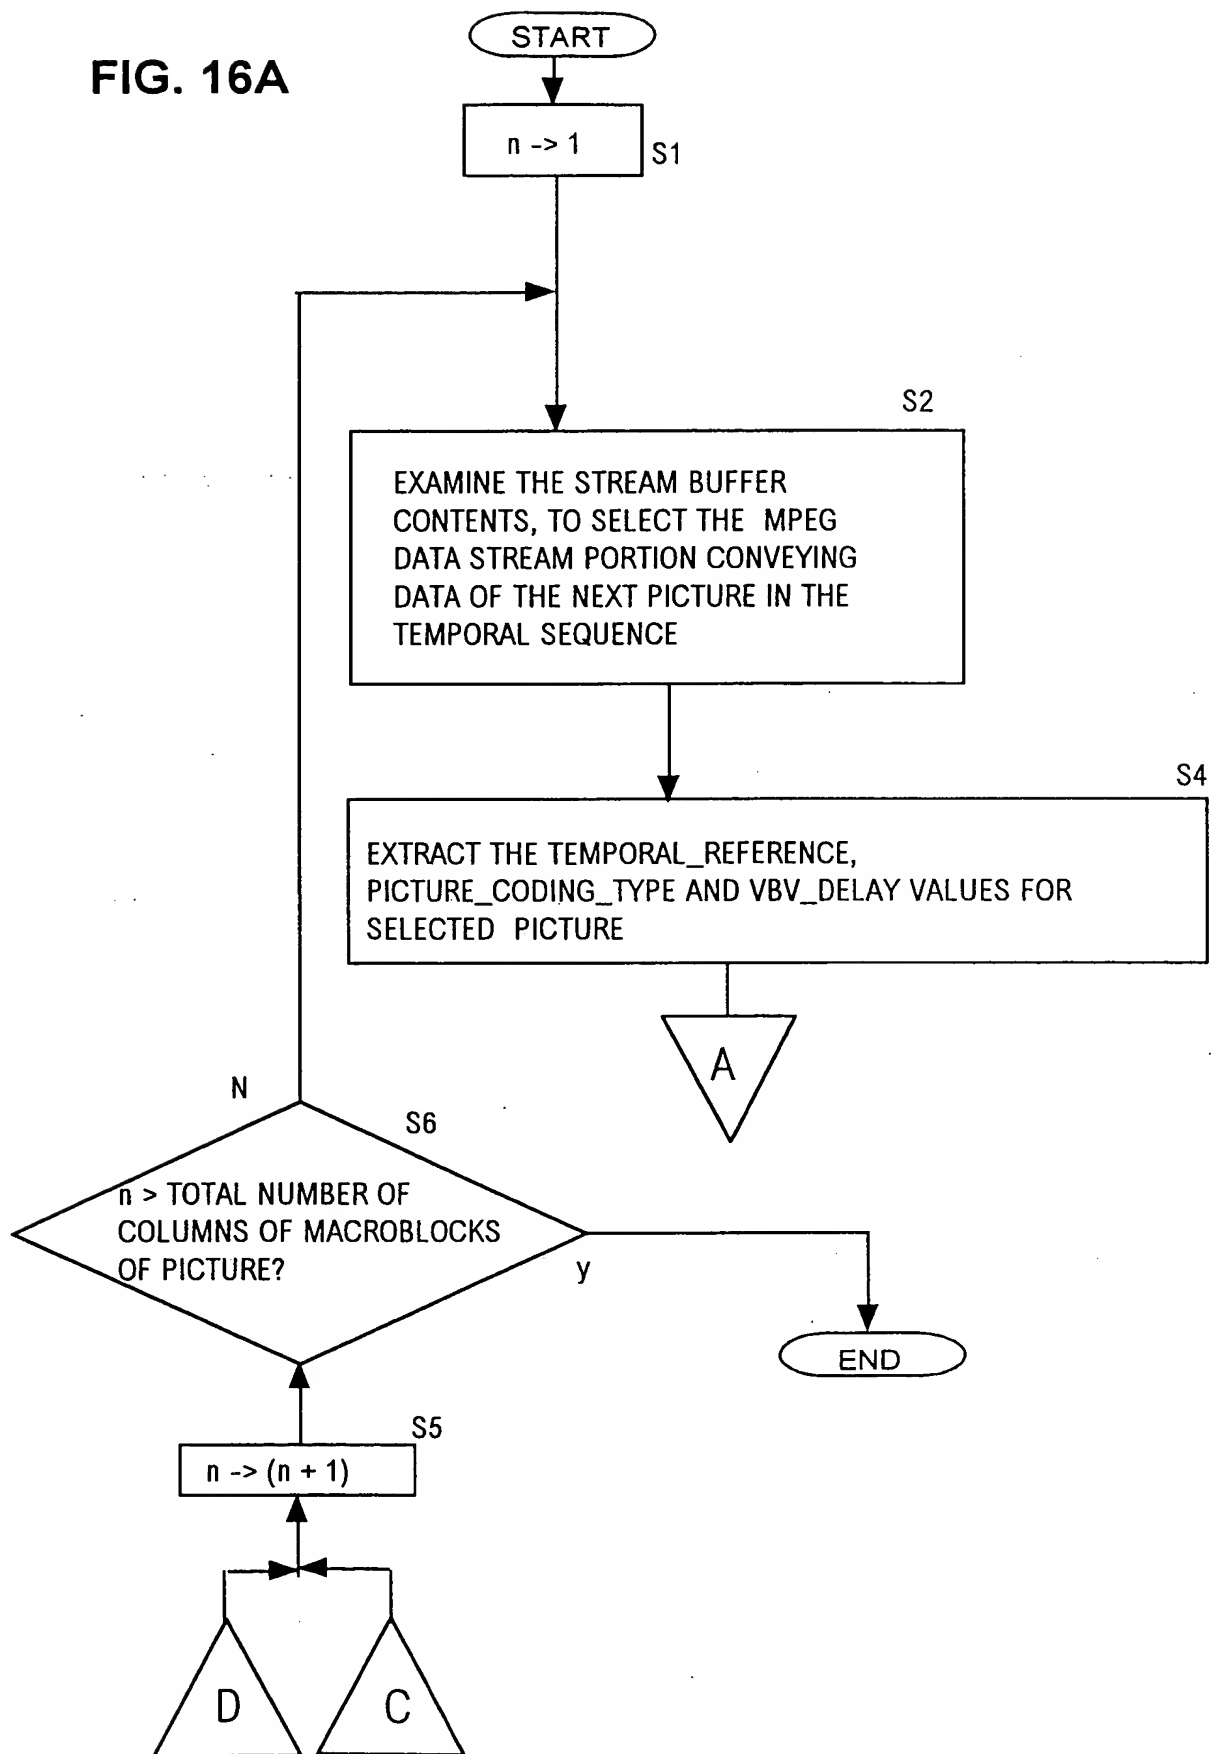 START
FIG. 16A
n -> 1
S1
S2
EXAMINE THE STREAM BUFFER
CONTENTS, TO SELECT THE MPEG
DATA STREAM PORTION CONVEYING
DATA OF THE NEXT PICTURE IN THE
TEMPORAL SEQUENCE
S4
EXTRACT THE TEMPORAL_REFERENCE,
PICTURE_CODING_TYPE AND VBV_DELAY VALUES FOR
SELECTED PICTURE
A
N
S6
n > TOTAL NUMBER OF
COLUMNS OF MACROBLOCKS
OF PICTURE?
y
END
S5
n -> (n + 1)
D
C